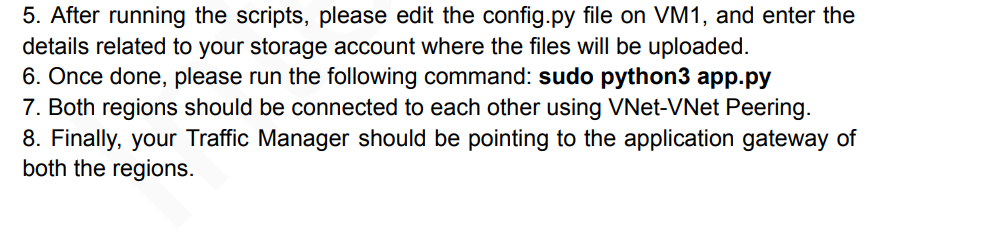 5. After running the scripts, please edit the config.py file on VM1, and enter the
details related to your storage account where the files will be uploaded.
6. Once done, please run the following command: sudo python3 app.py
7. Both regions should be connected to each other using VNet-VNet Peering.
8. Finally, your Traffic Manager should be pointing to the application gateway of
both the regions.